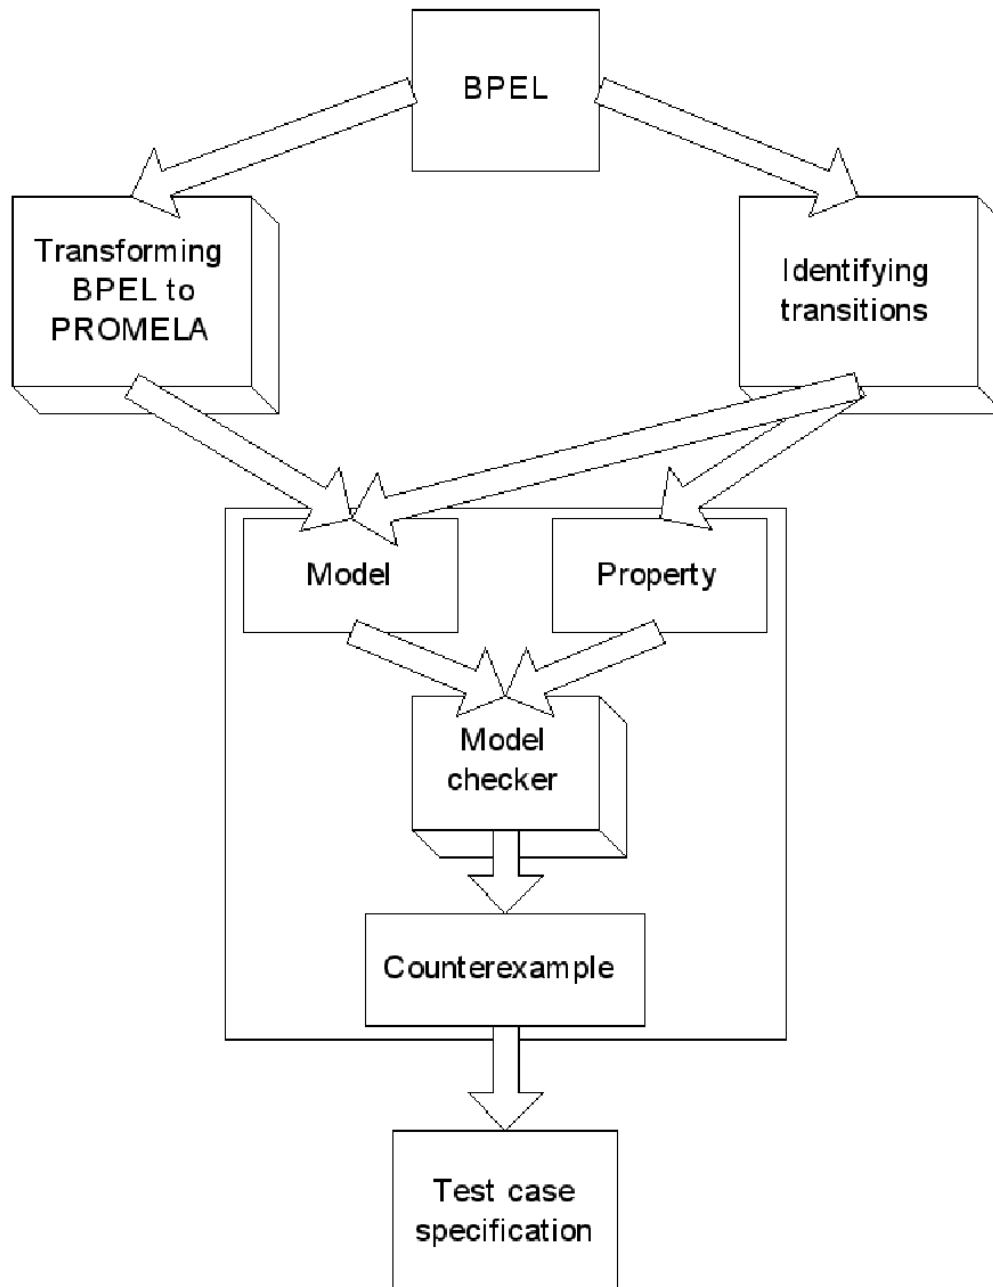 BPEL
Transforming
BPEL to
PROMELA
Identifying
transitions
Model
Property
Model
checker
Counterexample
Test case
specification